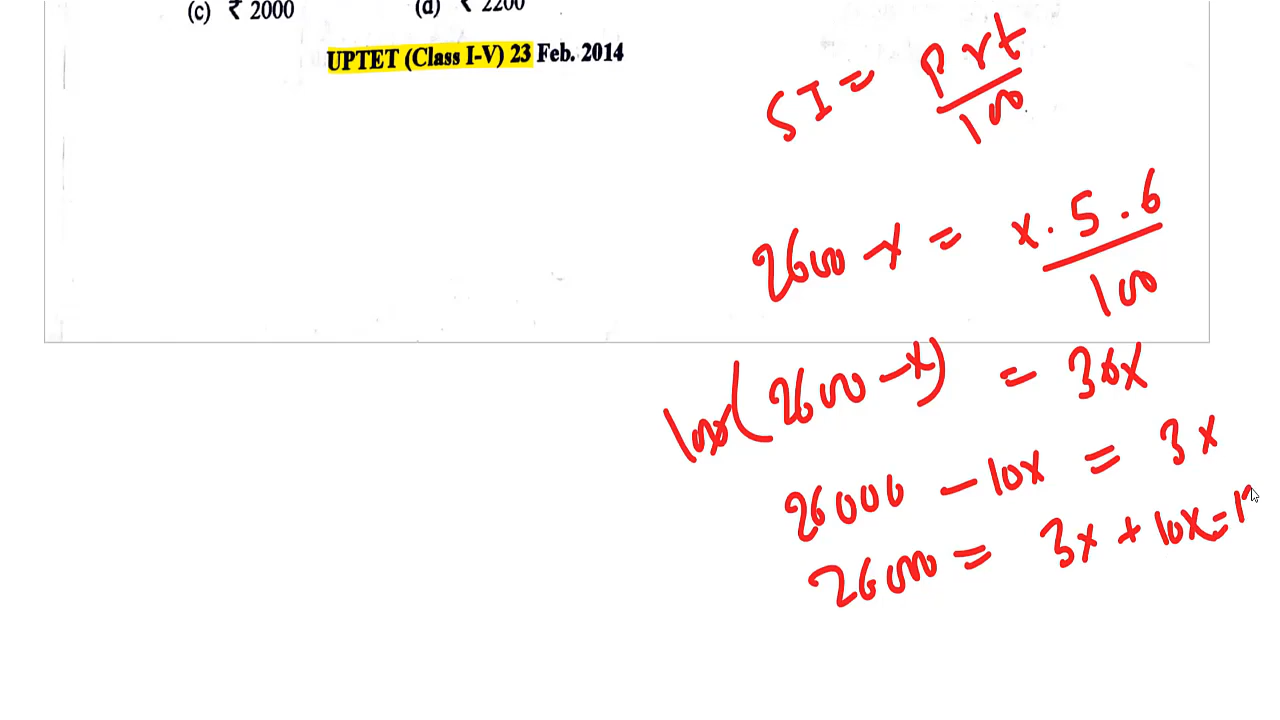 (c) ₹ 2000 (d) ₹ 2200
UPTET (Class I-V) 23 Feb. 2014
SI = prt/100
2600 - x = x.5.6/100
100(2600 - x) = 30x
26000 - 10x = 3x
26000 = 3x + 10x = 1